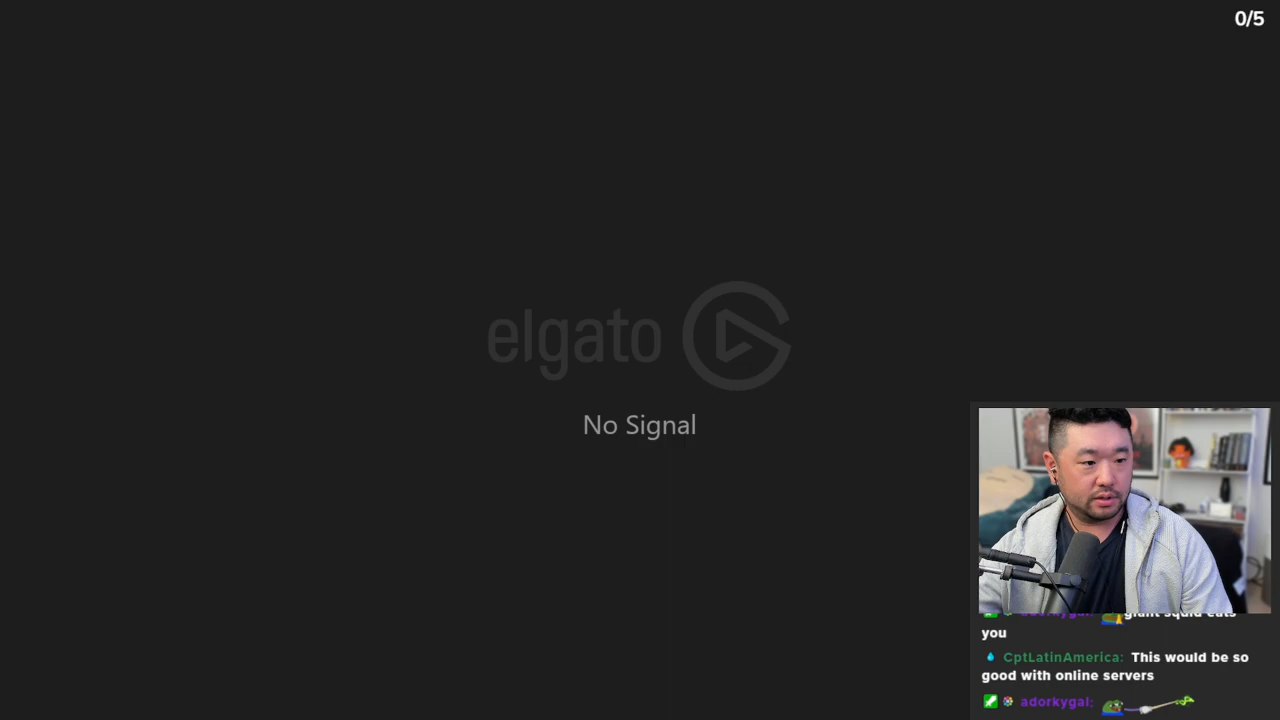 0/5
elgato
No Signal
adorkygal: giant squid eats
you
CptLatinAmerica: This would be so
good with online servers
adorkygal: